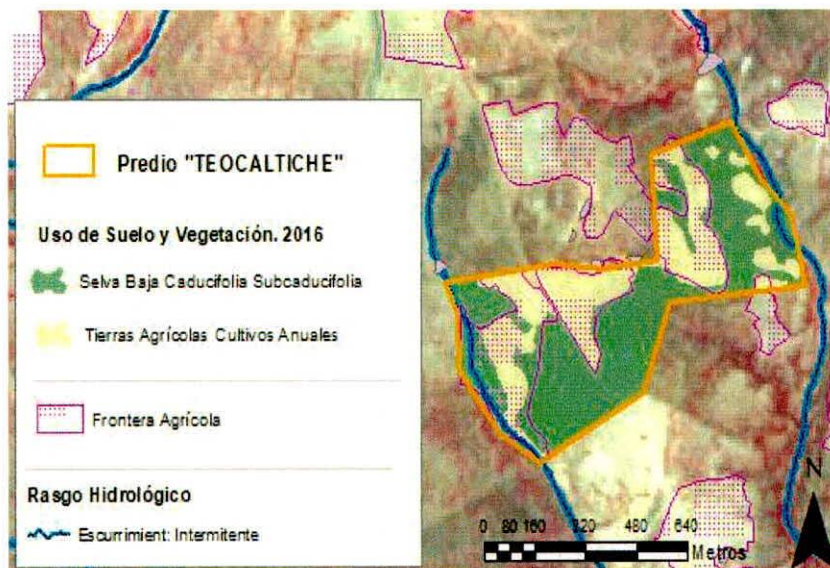 Predio "TEOCALTICHE"
Uso de Suelo y Vegetación. 2016
Selva Baja Caducifolia Subcaducifolia
Tierras Agrícolas Cultivos Anuales
Frontera Agrícola
Rasgo Hidrológico
Escurrimient: Intermitente
N
0 80 160 320 480 640
Metros